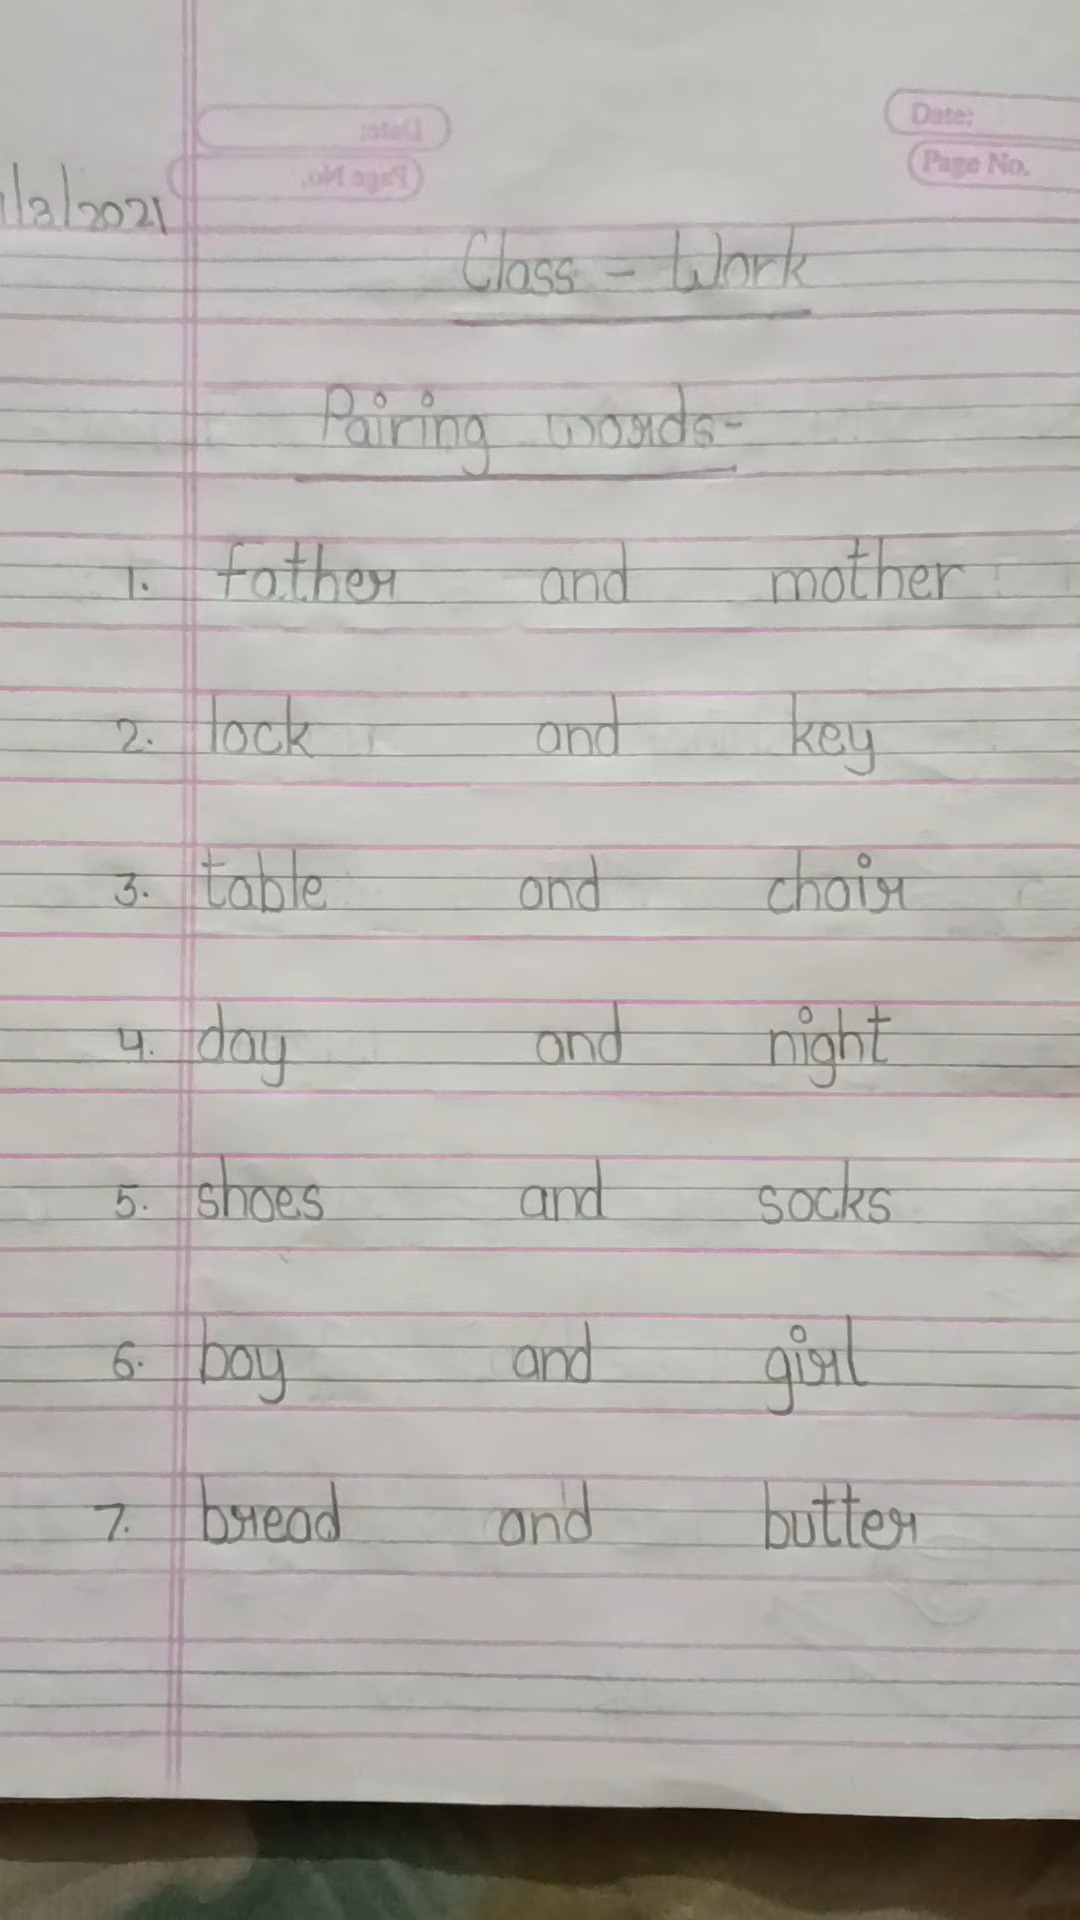 Date:
Page No.
/3/2021
Class - Work
Pairing words-
1. father and mother
2. lock and key
3. table and chair
4. day and night
5. shoes and socks
6. boy and girl
7. bread and butter